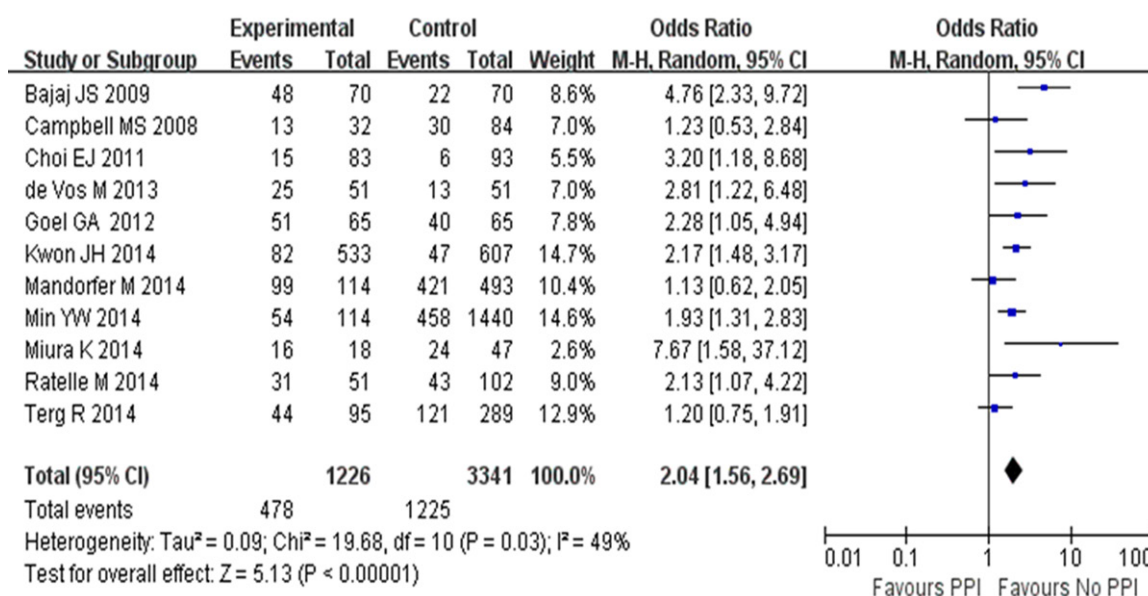 Experimental Control Odds Ratio Odds Ratio
Study or Subgroup Events Total Events Total Weight M-H, Random, 95% CI M-H, Random, 95% CI
Bajaj JS 2009 48 70 22 70 8.6% 4.76 [2.33, 9.72]
Campbell MS 2008 13 32 30 84 7.0% 1.23 [0.53, 2.84]
Choi EJ 2011 15 83 6 93 5.5% 3.20 [1.18, 8.68]
de Vos M 2013 25 51 13 51 7.0% 2.81 [1.22, 6.48]
Goel GA 2012 51 65 40 65 7.8% 2.28 [1.05, 4.94]
Kwon JH 2014 82 533 47 607 14.7% 2.17 [1.48, 3.17]
Mandorfer M 2014 99 114 421 493 10.4% 1.13 [0.62, 2.05]
Min YW 2014 54 114 458 1440 14.6% 1.93 [1.31, 2.83]
Miura K 2014 16 18 24 47 2.6% 7.67 [1.58, 37.12]
Ratelle M 2014 31 51 43 102 9.0% 2.13 [1.07, 4.22]
Terg R 2014 44 95 121 289 12.9% 1.20 [0.75, 1.91]
Total (95% CI) 1226 3341 100.0% 2.04 [1.56, 2.69]
Total events 478 1225
Heterogeneity: Tau² = 0.09; Chi² = 19.68, df = 10 (P = 0.03); I² = 49%
Test for overall effect: Z = 5.13 (P < 0.00001)
0.01 0.1 1 10 100
Favours PPI Favours No PPI